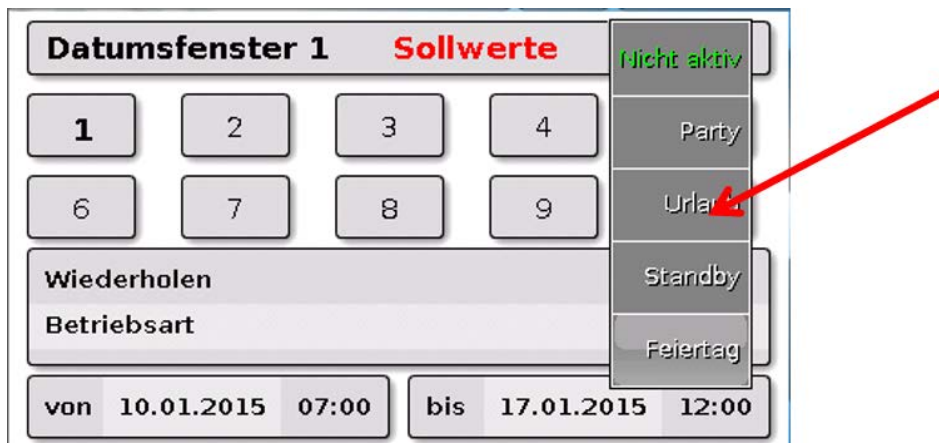 Datumsfenster 1 Sollwerte
Nicht aktiv
1 2 3 4
Party
6 7 8 9
Urlaub
Wiederholen
Standby
Betriebsart
Feiertag
von 10.01.2015 07:00 bis 17.01.2015 12:00